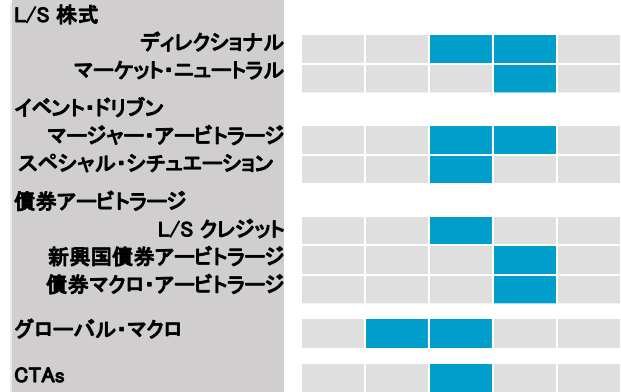 L/S 株式
ディレクショナル
マーケット・ニュートラル
イベント・ドリブン
マージャー・アービトラージ
スペシャル・シチュエーション
債券アービトラージ
L/S クレジット
新興国債券アービトラージ
債券マクロ・アービトラージ
グローバル・マクロ
CTAs